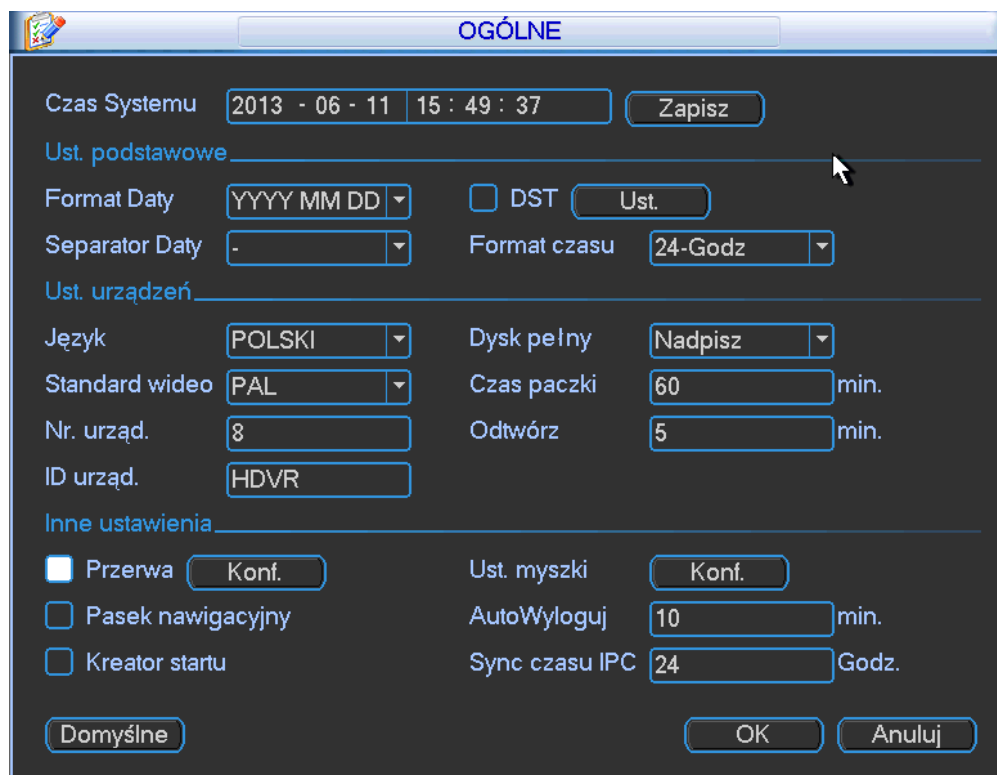 OGÓLNE
Czas Systemu 2013 - 06 - 11 15 : 49 : 37 Zapisz
Ust. podstawowe
Format Daty YYYY MM DD DST Ust.
Separator Daty - Format czasu 24-Godz
Ust. urządzeń
Język POLSKI Dysk pełny Nadpisz
Standard wideo PAL Czas paczki 60 min.
Nr. urząd. 8 Odtwórz 5 min.
ID urząd. HDVR
Inne ustawienia
Przerwa Konf. Ust. myszki Konf.
Pasek nawigacyjny AutoWyloguj 10 min.
Kreator startu Sync czasu IPC 24 Godz.
Domyślne OK Anuluj